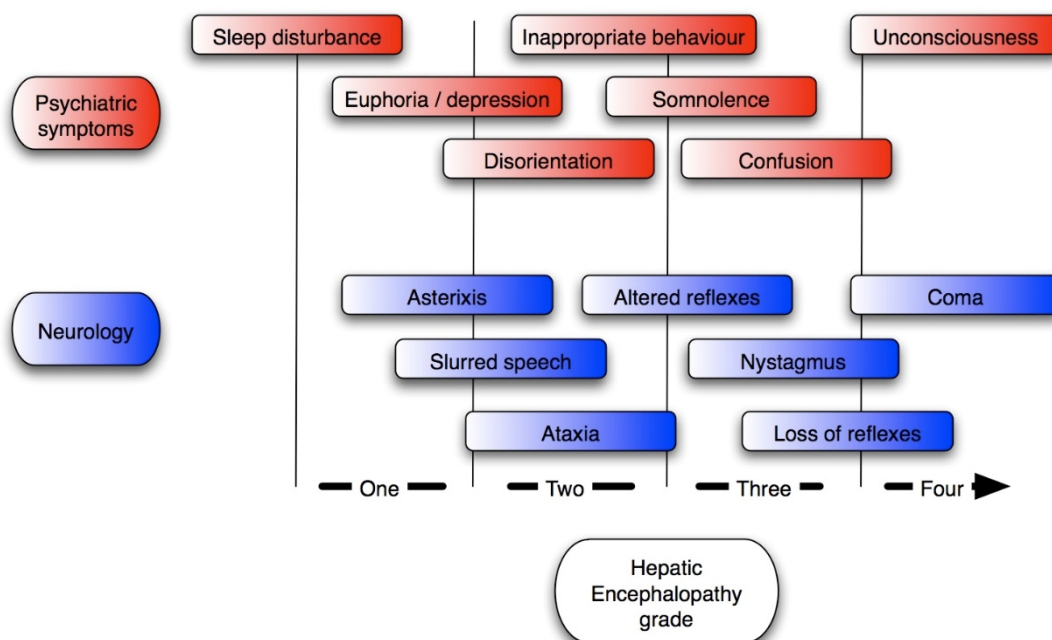 Sleep disturbance
Inappropriate behaviour
Unconsciousness
Psychiatric
symptoms
Euphoria / depression
Somnolence
Disorientation
Confusion
Neurology
Asterixis
Altered reflexes
Coma
Slurred speech
Nystagmus
Ataxia
Loss of reflexes
One
Two
Three
Four
Hepatic
Encephalopathy
grade